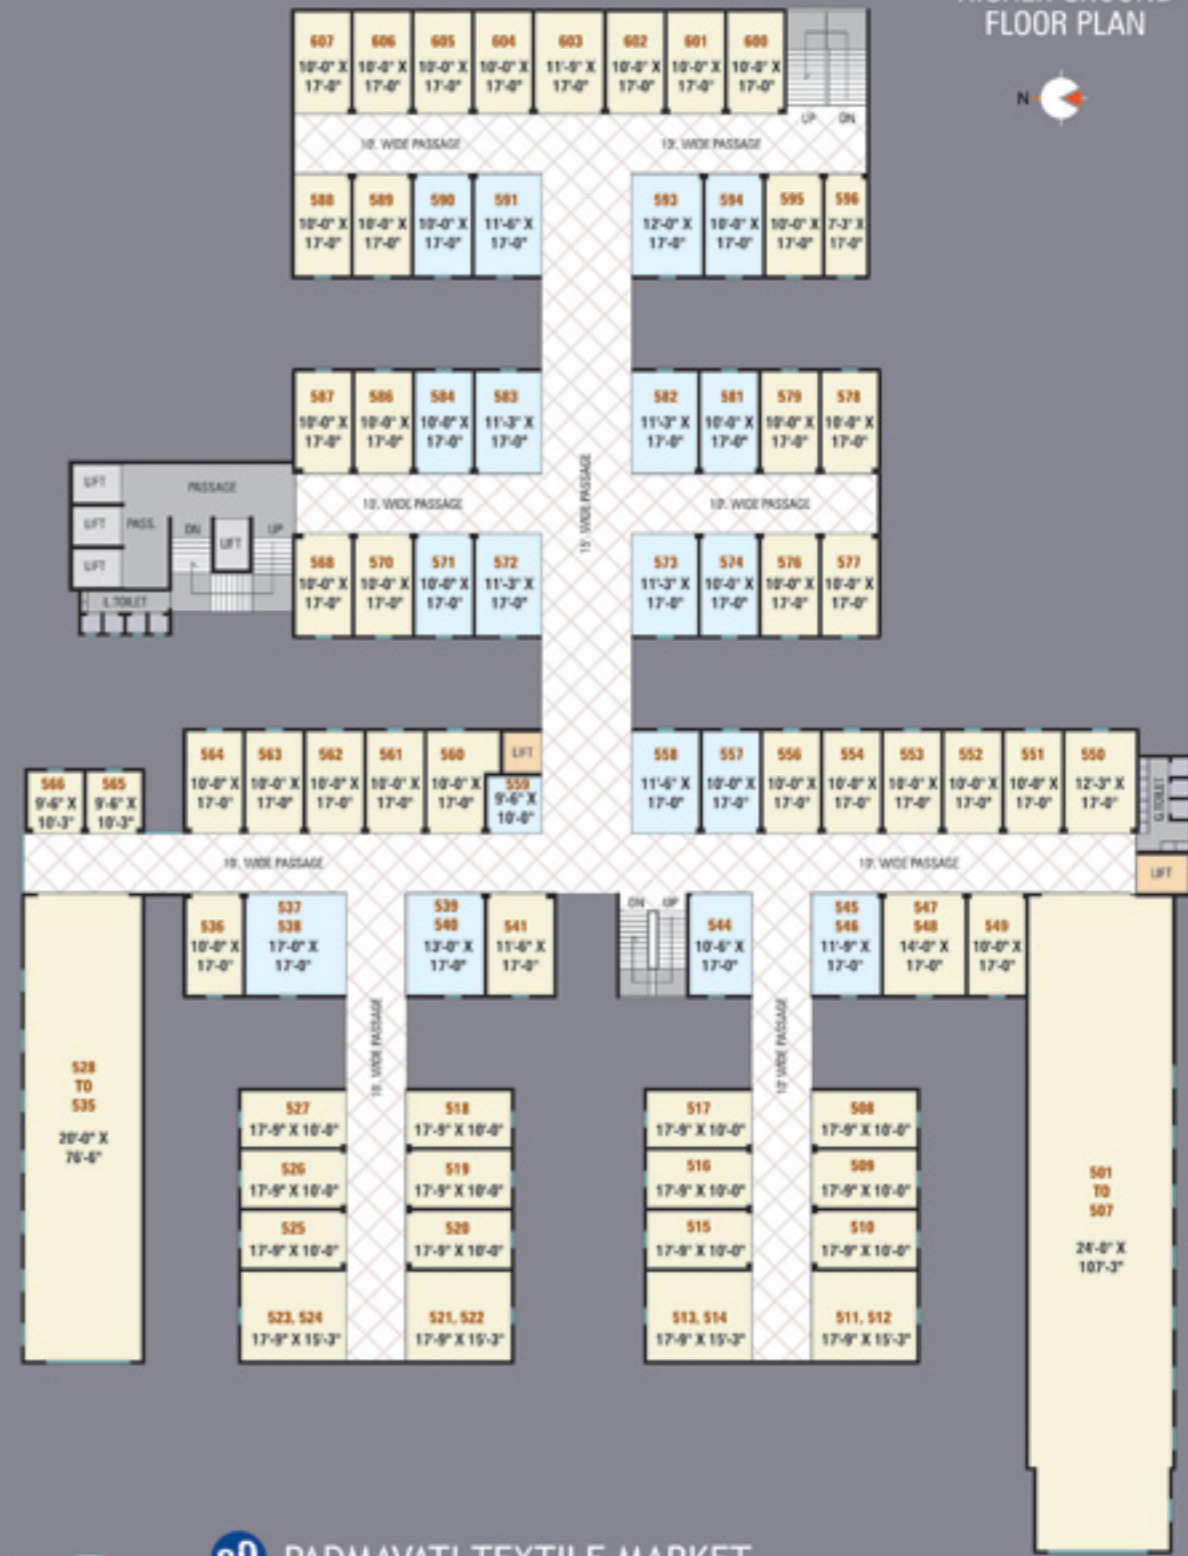 HIGHER GROUND
FLOOR PLAN
N
607
10'-0" X
17'-0"
606
10'-0" X
17'-0"
605
10'-0" X
17'-0"
604
10'-0" X
17'-0"
603
11'-9" X
17'-0"
602
10'-0" X
17'-0"
601
10'-0" X
17'-0"
600
10'-0" X
17'-0"
UP DN
10'. WIDE PASSAGE
10'. WIDE PASSAGE
588
10'-0" X
17'-0"
589
10'-0" X
17'-0"
590
10'-0" X
17'-0"
591
11'-6" X
17'-0"
593
12'-0" X
17'-0"
594
10'-0" X
17'-0"
595
10'-0" X
17'-0"
596
7'-3" X
17'-0"
587
10'-0" X
17'-0"
586
10'-0" X
17'-0"
584
10'-0" X
17'-0"
583
11'-3" X
17'-0"
582
11'-3" X
17'-0"
581
10'-0" X
17'-0"
579
10'-0" X
17'-0"
578
10'-0" X
17'-0"
LIFT
PASSAGE
LIFT
PASS.
DN
LIFT
UP
LIFT
L.TOILET
10'. WIDE PASSAGE
15'. WIDE PASSAGE
10'. WIDE PASSAGE
568
10'-0" X
17'-0"
570
10'-0" X
17'-0"
571
10'-0" X
17'-0"
572
11'-3" X
17'-0"
573
11'-3" X
17'-0"
574
10'-0" X
17'-0"
576
10'-0" X
17'-0"
577
10'-0" X
17'-0"
566
9'-6" X
10'-3"
565
9'-6" X
10'-3"
564
10'-0" X
17'-0"
563
10'-0" X
17'-0"
562
10'-0" X
17'-0"
561
10'-0" X
17'-0"
560
10'-0" X
17'-0"
LIFT
559
9'-6" X
10'-0"
558
11'-6" X
17'-0"
557
10'-0" X
17'-0"
556
10'-0" X
17'-0"
554
10'-0" X
17'-0"
553
10'-0" X
17'-0"
552
10'-0" X
17'-0"
551
10'-0" X
17'-0"
550
12'-3" X
17'-0"
G.TOILET
LIFT
10'. WIDE PASSAGE
10'. WIDE PASSAGE
536
10'-0" X
17'-0"
537
538
17'-0" X
17'-0"
539
540
13'-0" X
17'-0"
541
11'-6" X
17'-0"
DN UP
544
10'-6" X
17'-0"
545
546
11'-9" X
17'-0"
547
548
14'-0" X
17'-0"
549
10'-0" X
17'-0"
10'. WIDE PASSAGE
10' WIDE PASSAGE
528
TO
535
20'-0" X
76'-6"
527
17'-9" X 10'-0"
526
17'-9" X 10'-0"
525
17'-9" X 10'-0"
523, 524
17'-9" X 15'-3"
518
17'-9" X 10'-0"
519
17'-9" X 10'-0"
520
17'-9" X 10'-0"
521, 522
17'-9" X 15'-3"
517
17'-9" X 10'-0"
516
17'-9" X 10'-0"
515
17'-9" X 10'-0"
513, 514
17'-9" X 15'-3"
508
17'-9" X 10'-0"
509
17'-9" X 10'-0"
510
17'-9" X 10'-0"
511, 512
17'-9" X 15'-3"
501
TO
507
24'-0" X
107'-3"
PADMAVATI TEXTILE MARKET